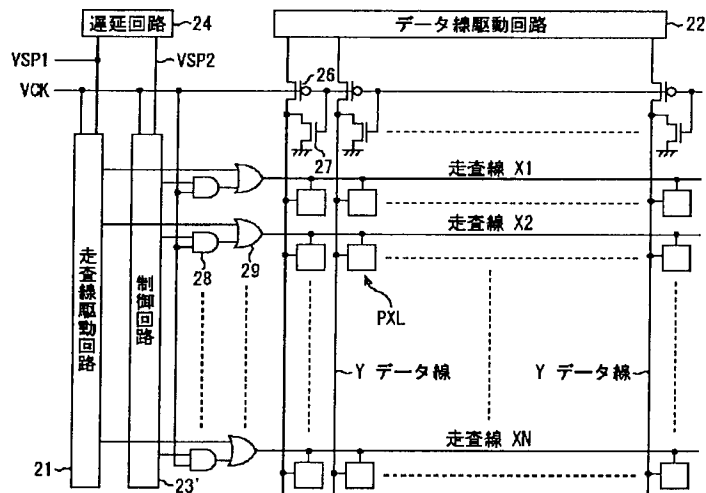 遅延回路
24
データ線駆動回路
22
VSP1
VSP2
VCK
26
27
走査線 X1
走査線 X2
28
29
走査線駆動回路
制御回路
PXL
Y データ線
Y データ線
走査線 XN
21
23'